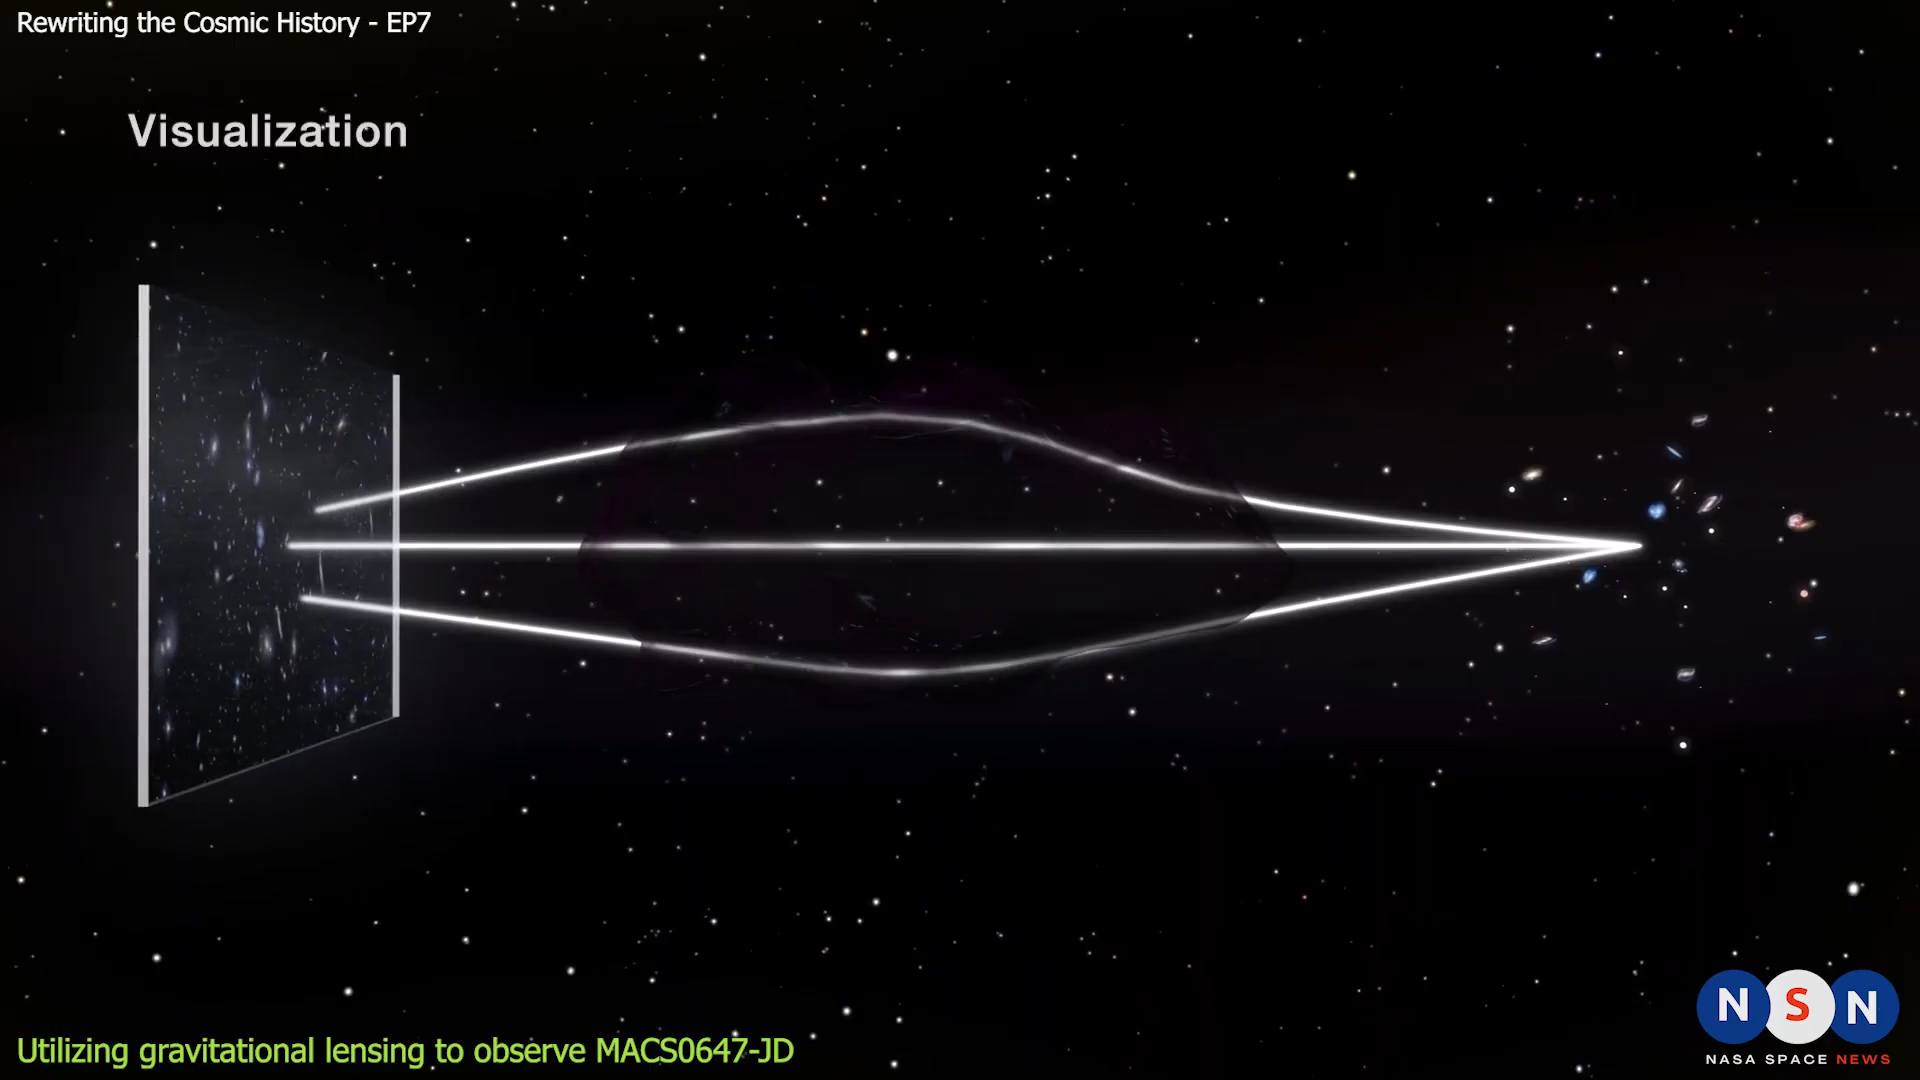 Rewriting the Cosmic History - EP7
Visualization
Utilizing gravitational lensing to observe MACS0647-JD
NSN
NASA SPACE NEWS